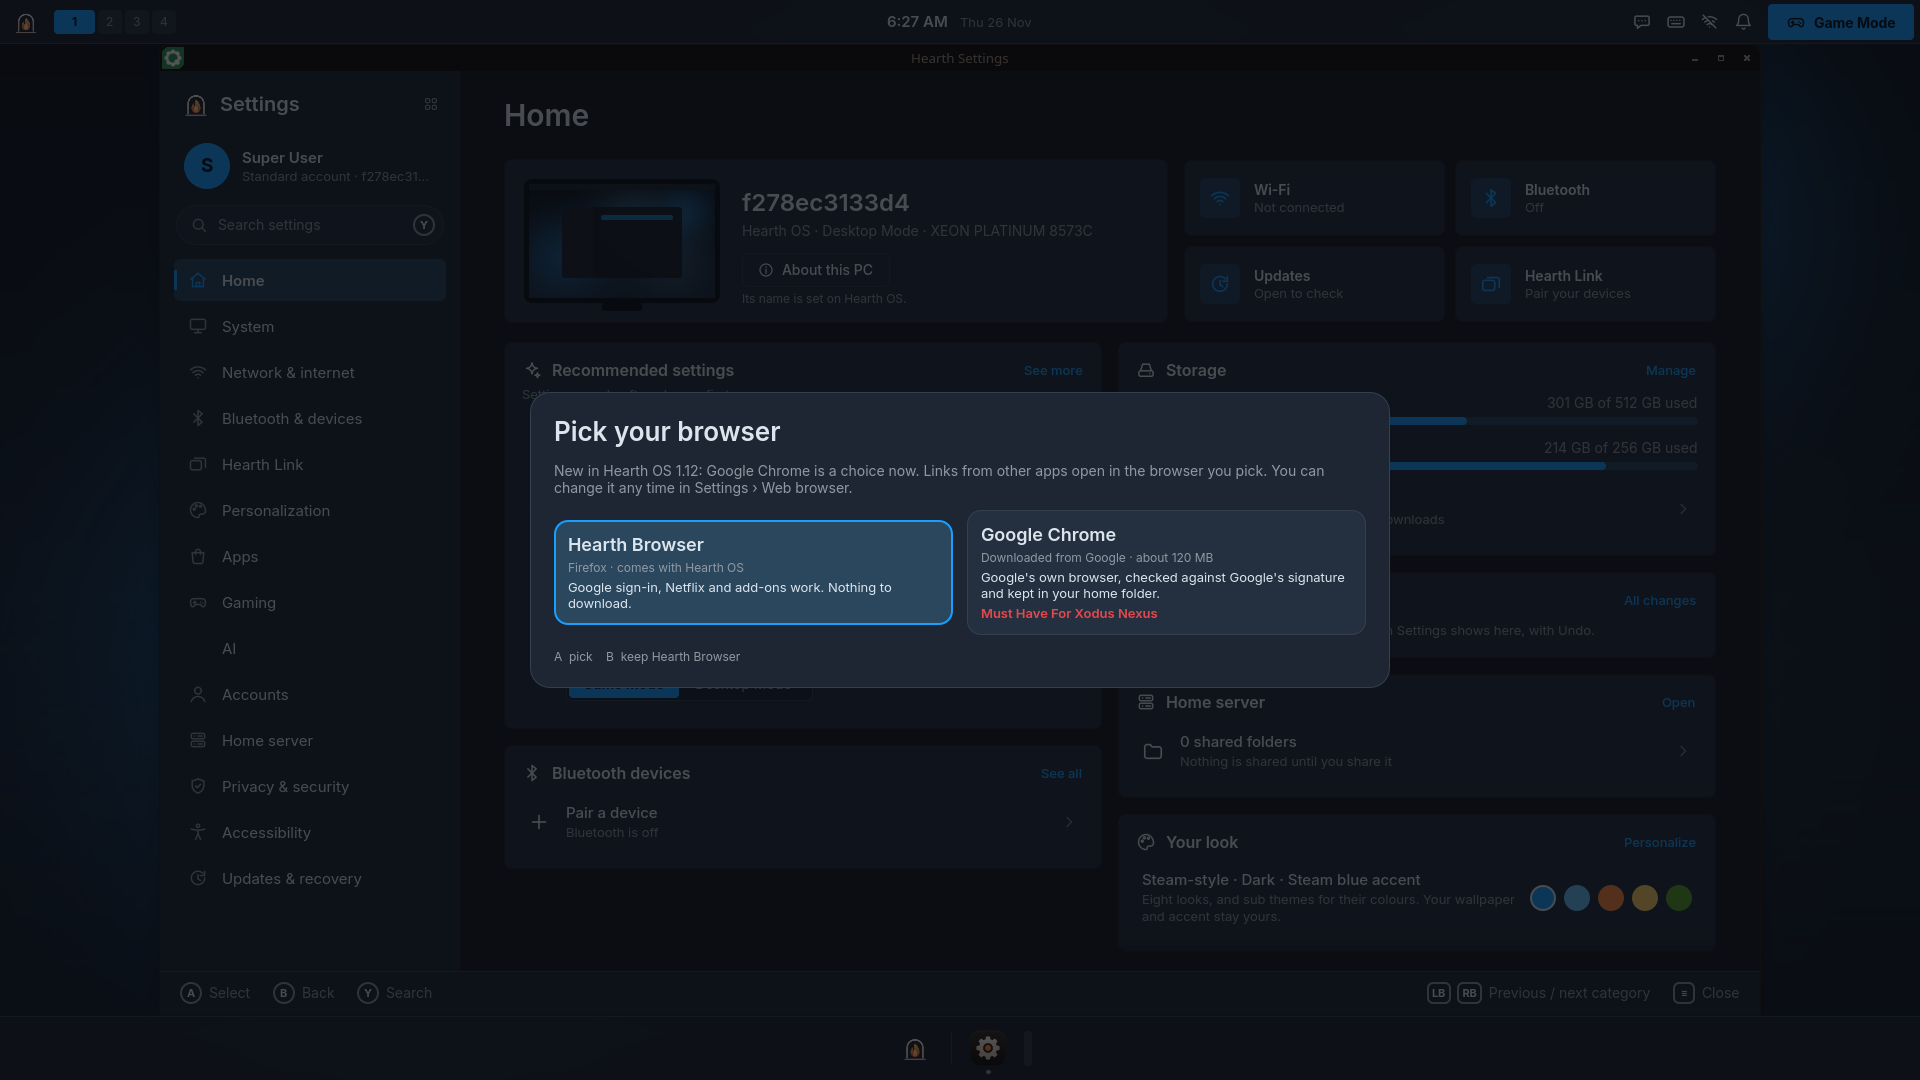 1 2 3 4
6:27 AM Thu 26 Nov
Game Mode
Hearth Settings
Settings
S
Super User
Standard account · f278ec31...
Search settings
Y
Home
System
Network & internet
Bluetooth & devices
Hearth Link
Personalization
Apps
Gaming
AI
Accounts
Home server
Privacy & security
Accessibility
Updates & recovery
Home
f278ec3133d4
Hearth OS · Desktop Mode · XEON PLATINUM 8573C
About this PC
Its name is set on Hearth OS.
Wi-Fi
Not connected
Bluetooth
Off
Updates
Open to check
Hearth Link
Pair your devices
Recommended settings
See more
Storage
Manage
301 GB of 512 GB used
214 GB of 256 GB used
Pick your browser
New in Hearth OS 1.12: Google Chrome is a choice now. Links from other apps open in the browser you pick. You can
change it any time in Settings › Web browser.
Hearth Browser
Firefox · comes with Hearth OS
Google sign-in, Netflix and add-ons work. Nothing to
download.
Google Chrome
Downloaded from Google · about 120 MB
Google's own browser, checked against Google's signature
and kept in your home folder.
Must Have For Xodus Nexus
A pick B keep Hearth Browser
All changes
Settings shows here, with Undo.
Bluetooth devices
See all
Pair a device
Bluetooth is off
Home server
Open
0 shared folders
Nothing is shared until you share it
Your look
Personalize
Steam-style · Dark · Steam blue accent
Eight looks, and sub themes for their colours. Your wallpaper
and accent stay yours.
A Select B Back Y Search
LB RB Previous / next category ≡ Close